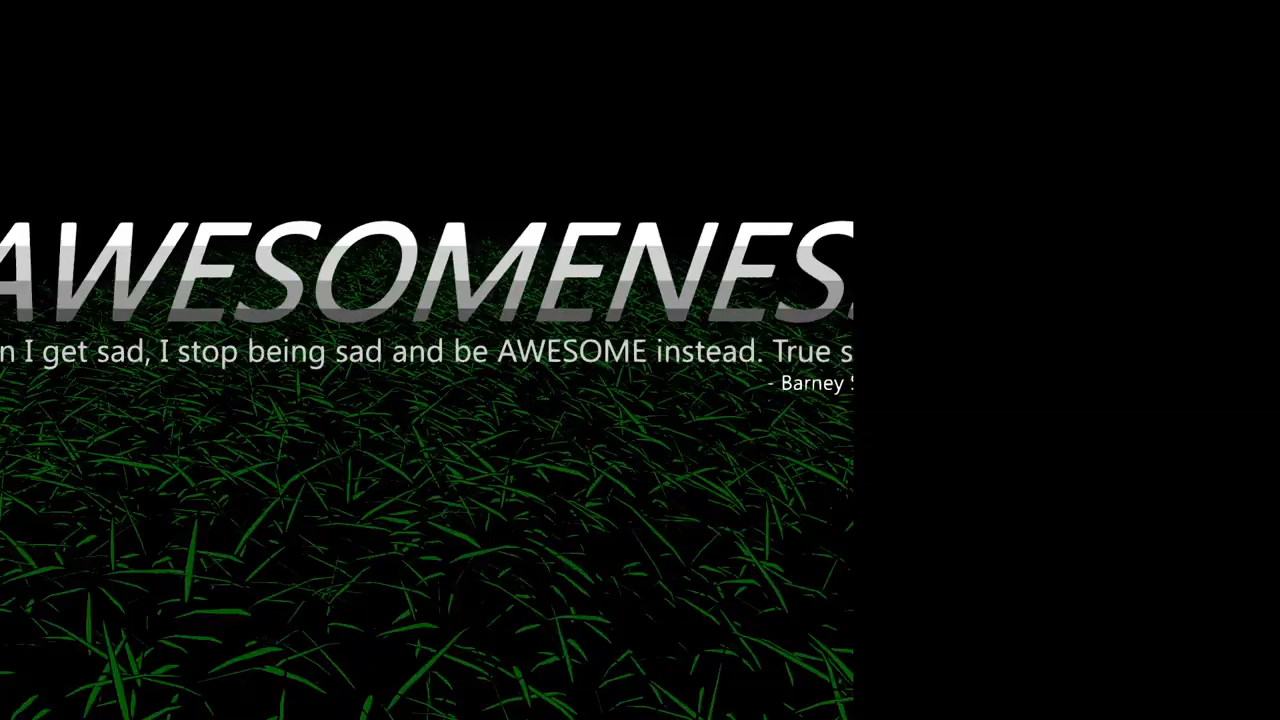 AWESOMENES
n I get sad, I stop being sad and be AWESOME instead. True s
- Barney